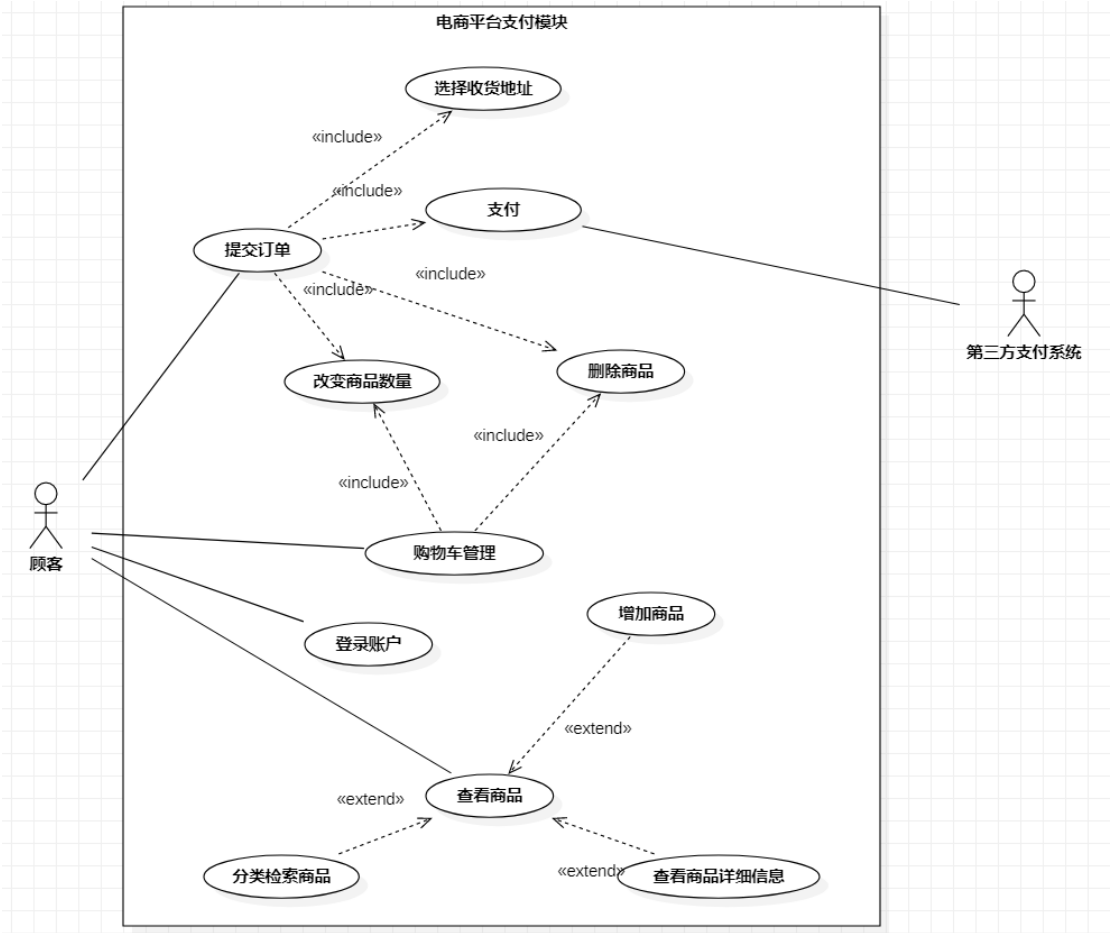 电商平台支付模块
选择收货地址
«include»
«include»
支付
提交订单
«include»
«include»
第三方支付系统
删除商品
改变商品数量
«include»
«include»
购物车管理
顾客
增加商品
登录账户
«extend»
查看商品
«extend»
«extend»
分类检索商品
查看商品详细信息